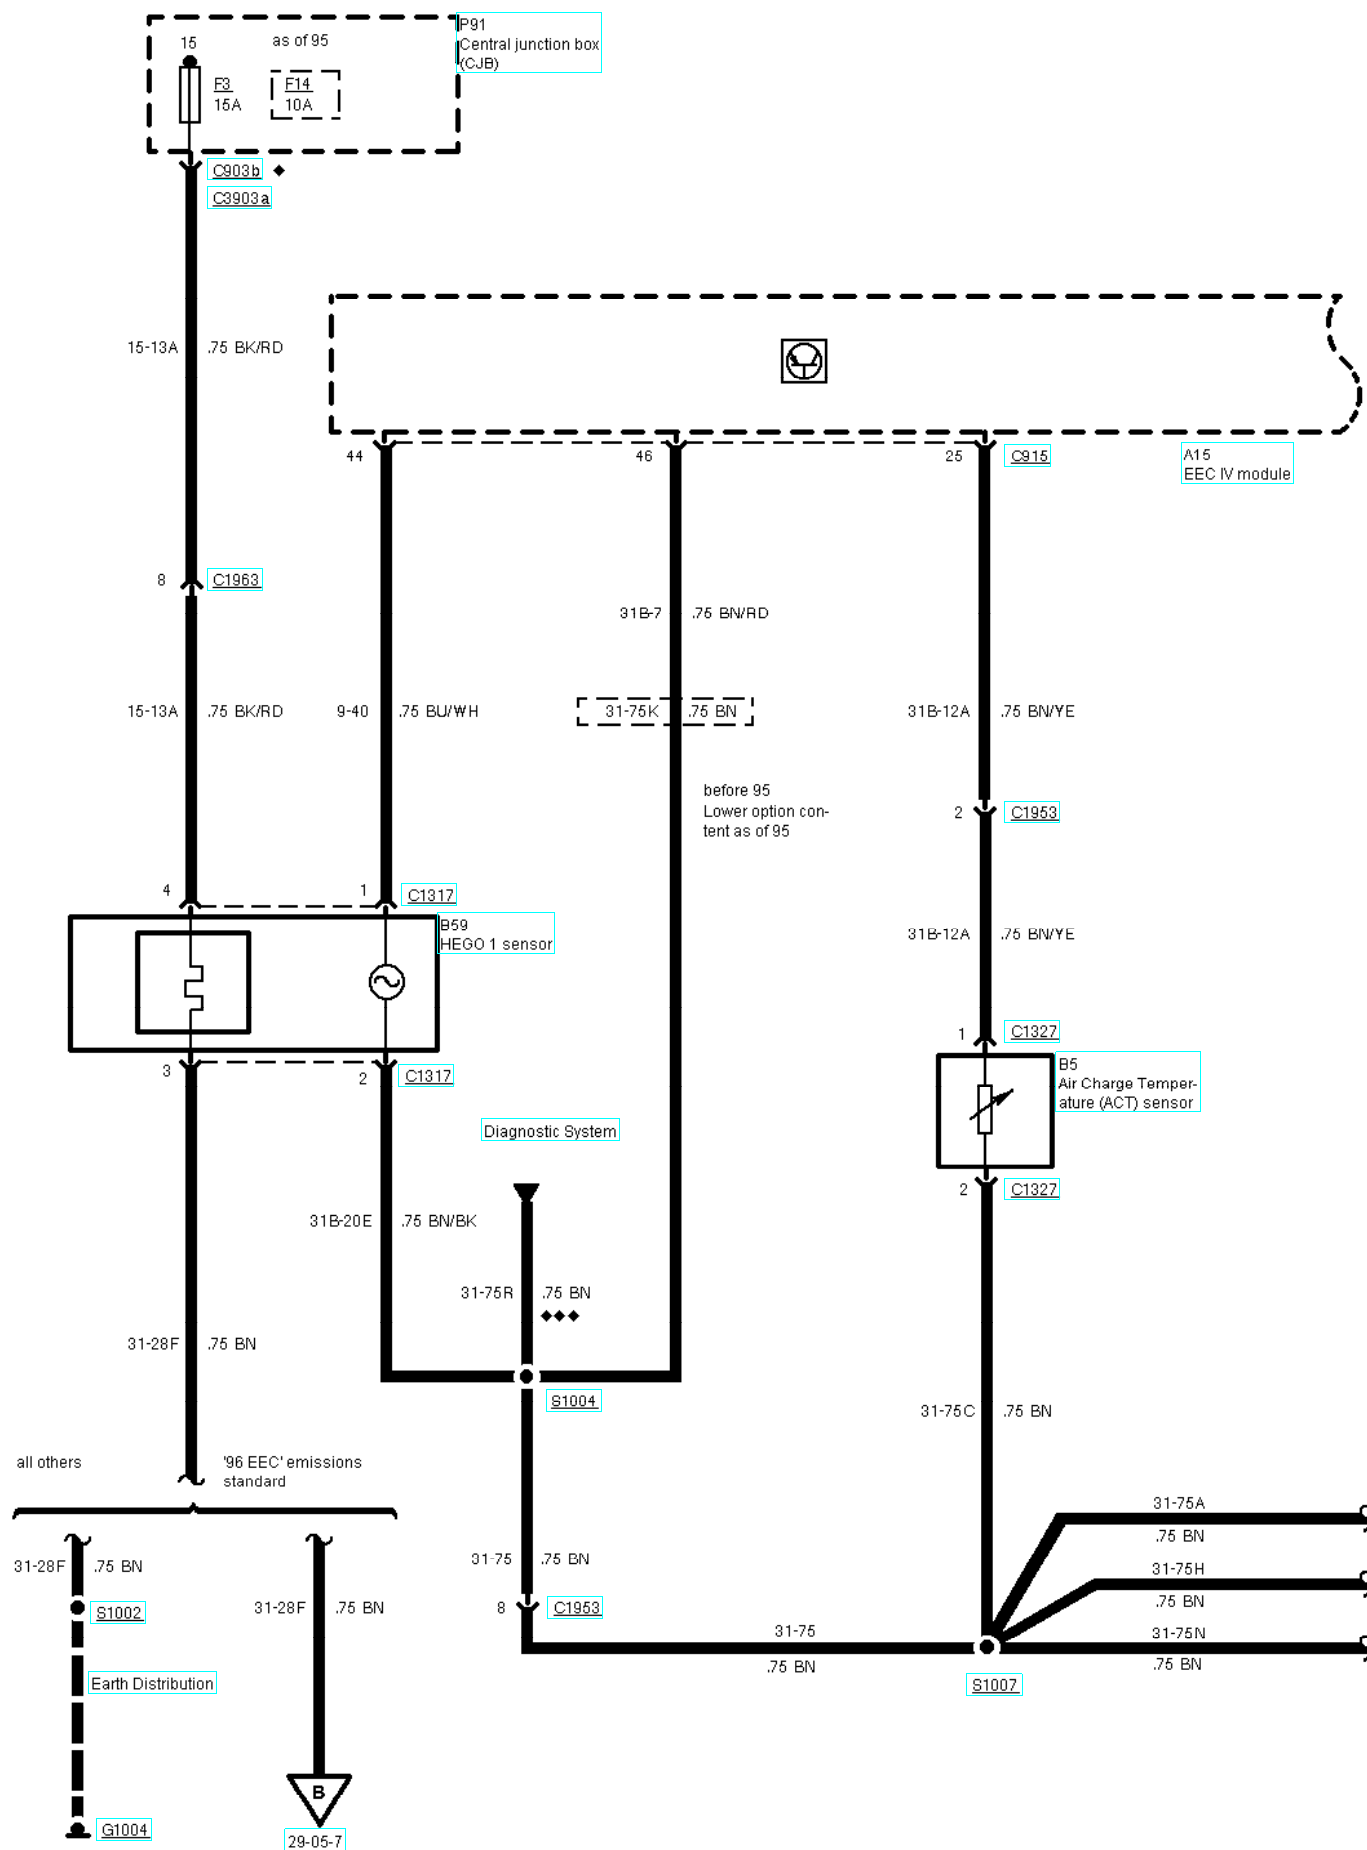 P91
Central junction box
(CJB)
15
as of 95
F3
15A
F14
10A
C903b
C3903a
15-13A
.75 BK/RD
44
46
25
C915
A15
EEC IV module
8
C1963
31B-7
.75 BN/RD
15-13A
.75 BK/RD
9-40
.75 BU/WH
31-75K
.75 BN
31B-12A
.75 BN/YE
before 95
Lower option con-
tent as of 95
2
C1953
4
1
C1317
B59
HEGO 1 sensor
31B-12A
.75 BN/YE
1
C1327
B5
Air Charge Temper-
ature (ACT) sensor
3
2
C1317
Diagnostic System
2
C1327
31B-20E
.75 BN/BK
31-75R
.75 BN
31-28F
.75 BN
S1004
31-75C
.75 BN
all others
'96 EEC' emissions
standard
31-75A
.75 BN
31-28F
.75 BN
31-75
.75 BN
31-75H
.75 BN
S1002
31-28F
.75 BN
8
C1953
31-75
.75 BN
31-75N
.75 BN
Earth Distribution
S1007
B
G1004
29-05-7